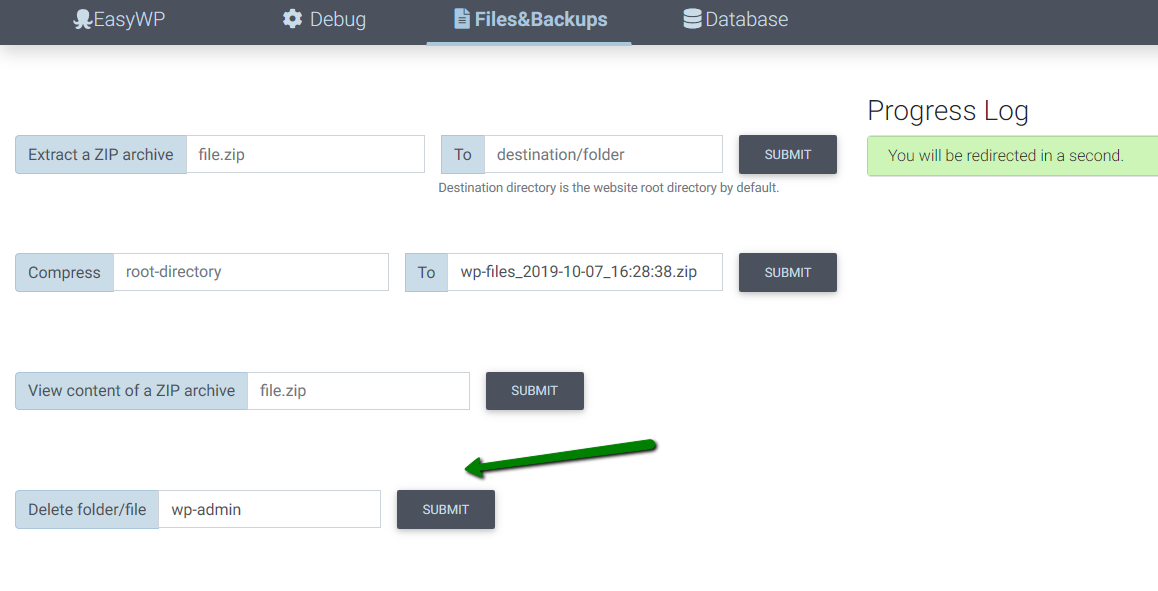 EasyWP Debug Files&Backups Database
Progress Log
Extract a ZIP archive file.zip To destination/folder SUBMIT
You will be redirected in a second.
Destination directory is the website root directory by default.
Compress root-directory To wp-files_2019-10-07_16:28:38.zip SUBMIT
View content of a ZIP archive file.zip SUBMIT
Delete folder/file wp-admin SUBMIT